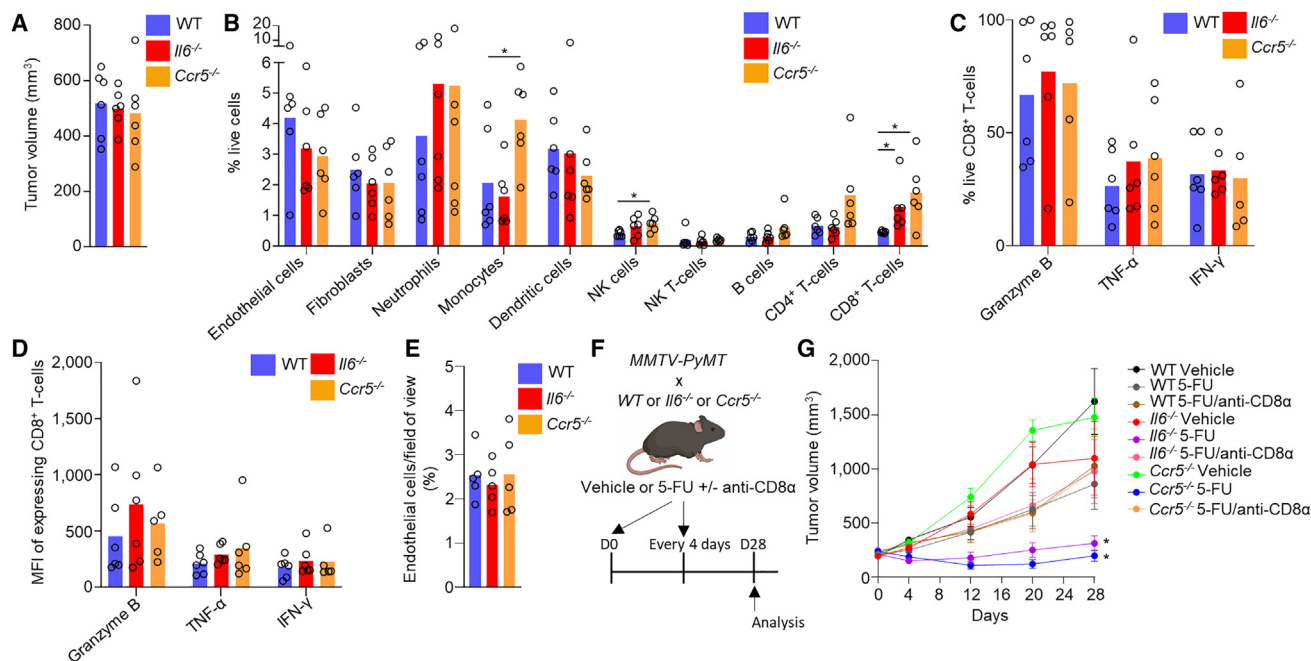 A
Tumor volume (mm³)
800
600
400
200
0
WT
Il6⁻/⁻
Ccr5⁻/⁻
B
% live cells
20
10
6
5
4
3
2
1
0
*
*
*
*
WT
Il6⁻/⁻
Ccr5⁻/⁻
Endothelial cells
Fibroblasts
Neutrophils
Monocytes
Dendritic cells
NK cells
NK T-cells
B cells
CD4⁺ T-cells
CD8⁺ T-cells
C
% live CD8⁺ T-cells
100
50
0
WT
Il6⁻/⁻
Ccr5⁻/⁻
Granzyme B
TNF-α
IFN-γ
D
MFI of expressing CD8⁺ T-cells
2,000
1,500
1,000
500
0
WT
Il6⁻/⁻
Ccr5⁻/⁻
Granzyme B
TNF-α
IFN-γ
E
Endothelial cells/field of view
(%)
5
4
3
2
1
0
WT
Il6⁻/⁻
Ccr5⁻/⁻
F
MMTV-PyMT
x
WT or Il6⁻/⁻ or Ccr5⁻/⁻
Vehicle or 5-FU +/- anti-CD8α
D0
Every 4 days
D28
Analysis
G
Tumor volume (mm³)
2,000
1,500
1,000
500
0
0
4
8
12
16
20
24
28
Days
*
*
WT Vehicle
WT 5-FU
WT 5-FU/anti-CD8α
Il6⁻/⁻ Vehicle
Il6⁻/⁻ 5-FU
Il6⁻/⁻ 5-FU/anti-CD8α
Ccr5⁻/⁻ Vehicle
Ccr5⁻/⁻ 5-FU
Ccr5⁻/⁻ 5-FU/anti-CD8α